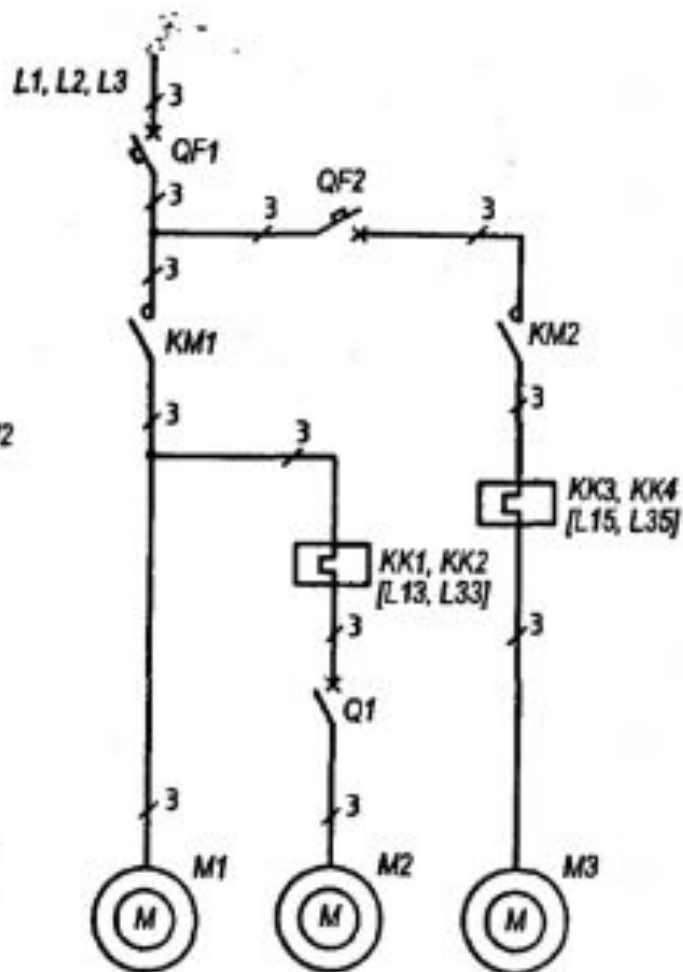 L1, L2, L3
3
QF1
3
QF2
3
3
3
KM1
KM2
3
3
3
KK3, KK4
[L15, L35]
KK1, KK2
[L13, L33]
3
3
Q1
3
3
M1
M2
M3
M
M
M